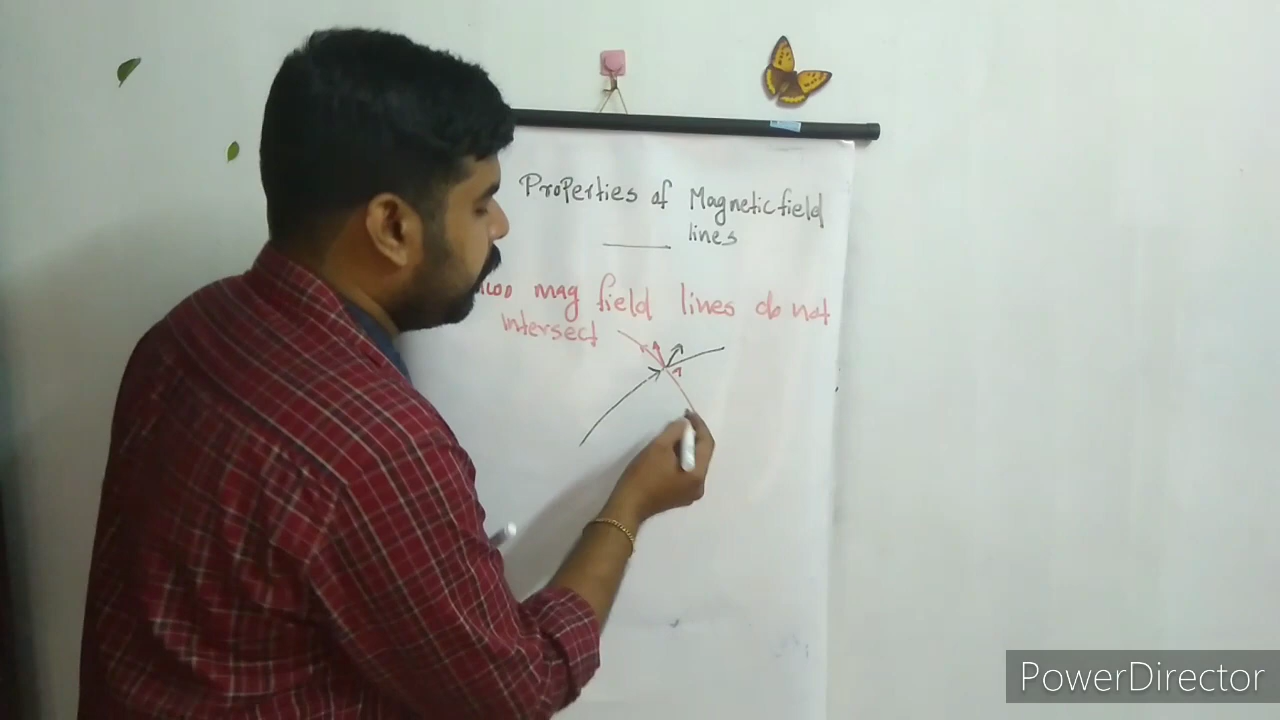 Properties of Magnetic field
lines
mag field lines do not
intersect
PowerDirector